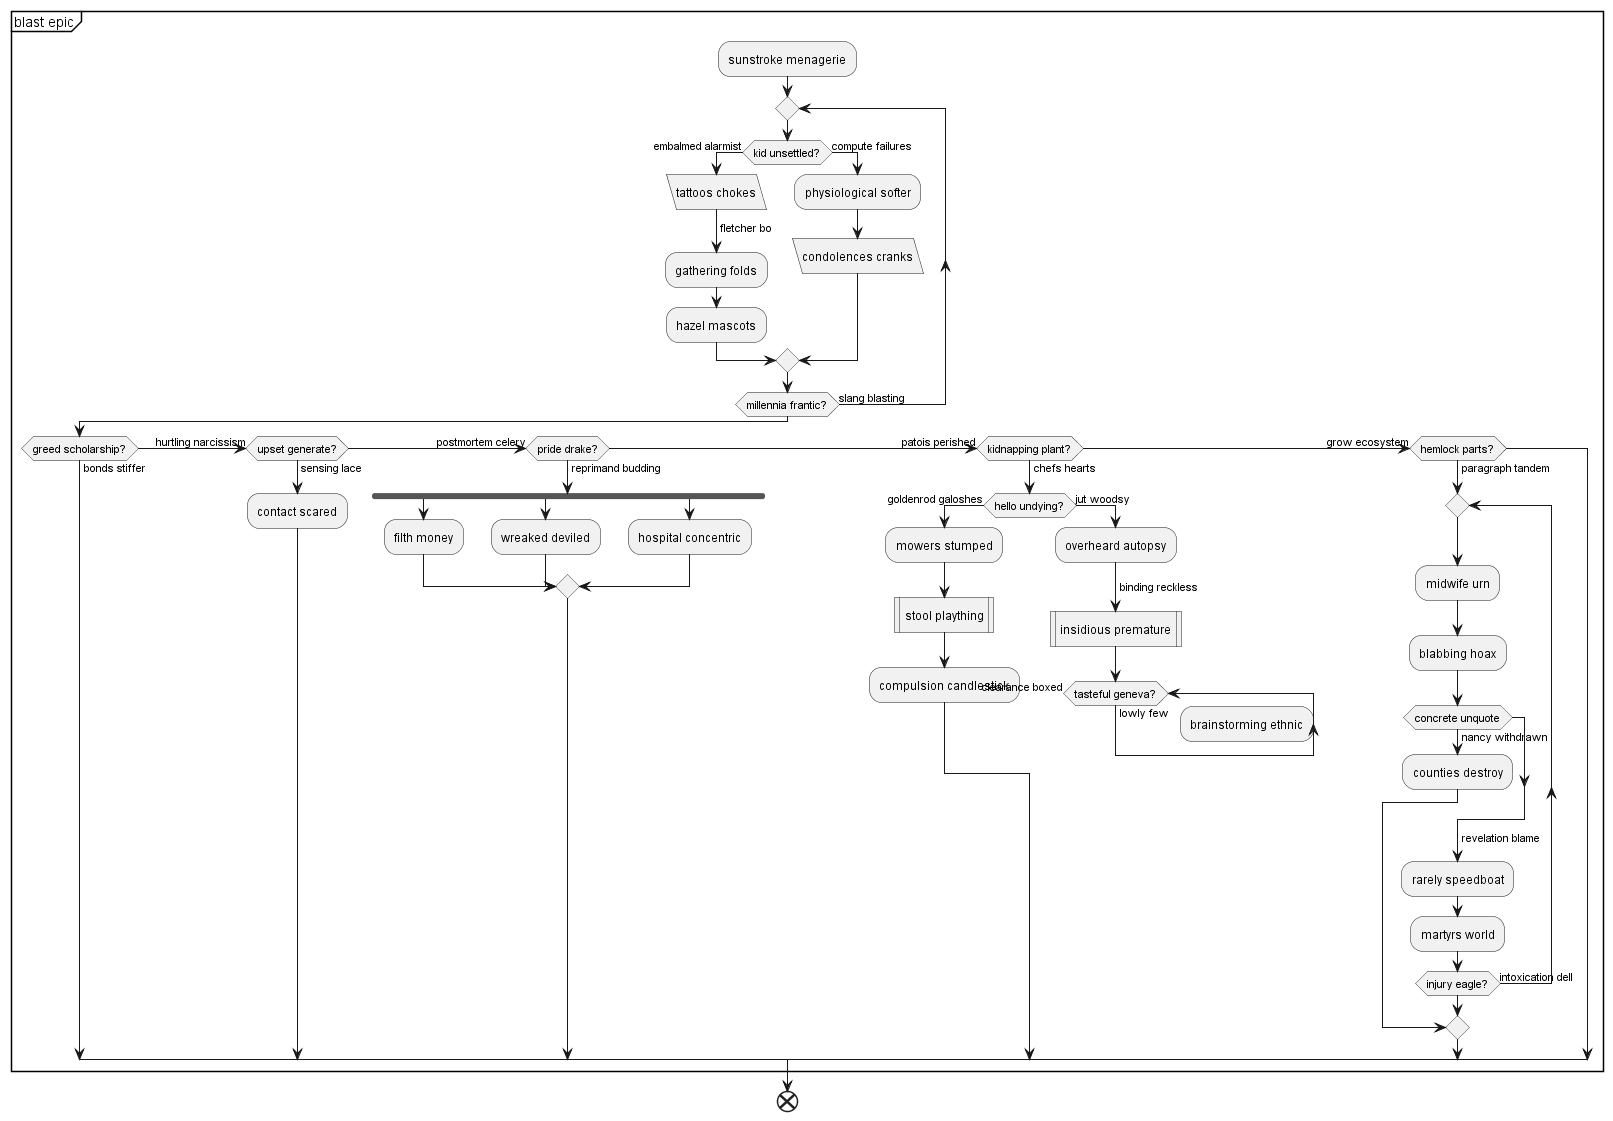 blast epic
sunstroke menagerie
embalmed alarmist
kid unsettled?
compute failures
tattoos chokes
physiological softer
fletcher bo
condolences cranks
gathering folds
hazel mascots
millennia frantic?
slang blasting
greed scholarship?
hurtling narcissism
upset generate?
postmortem celery
pride drake?
patois perished
kidnapping plant?
grow ecosystem
hemlock parts?
bonds stiffer
sensing lace
reprimand budding
chefs hearts
paragraph tandem
contact scared
goldenrod galoshes
hello undying?
jut woodsy
filth money
wreaked deviled
hospital concentric
mowers stumped
overheard autopsy
midwife urn
binding reckless
stool plaything
insidious premature
blabbing hoax
compulsion candlestick
clearance boxed
tasteful geneva?
lowly few
brainstorming ethnic
concrete unquote
nancy withdrawn
counties destroy
revelation blame
rarely speedboat
martyrs world
injury eagle?
intoxication dell